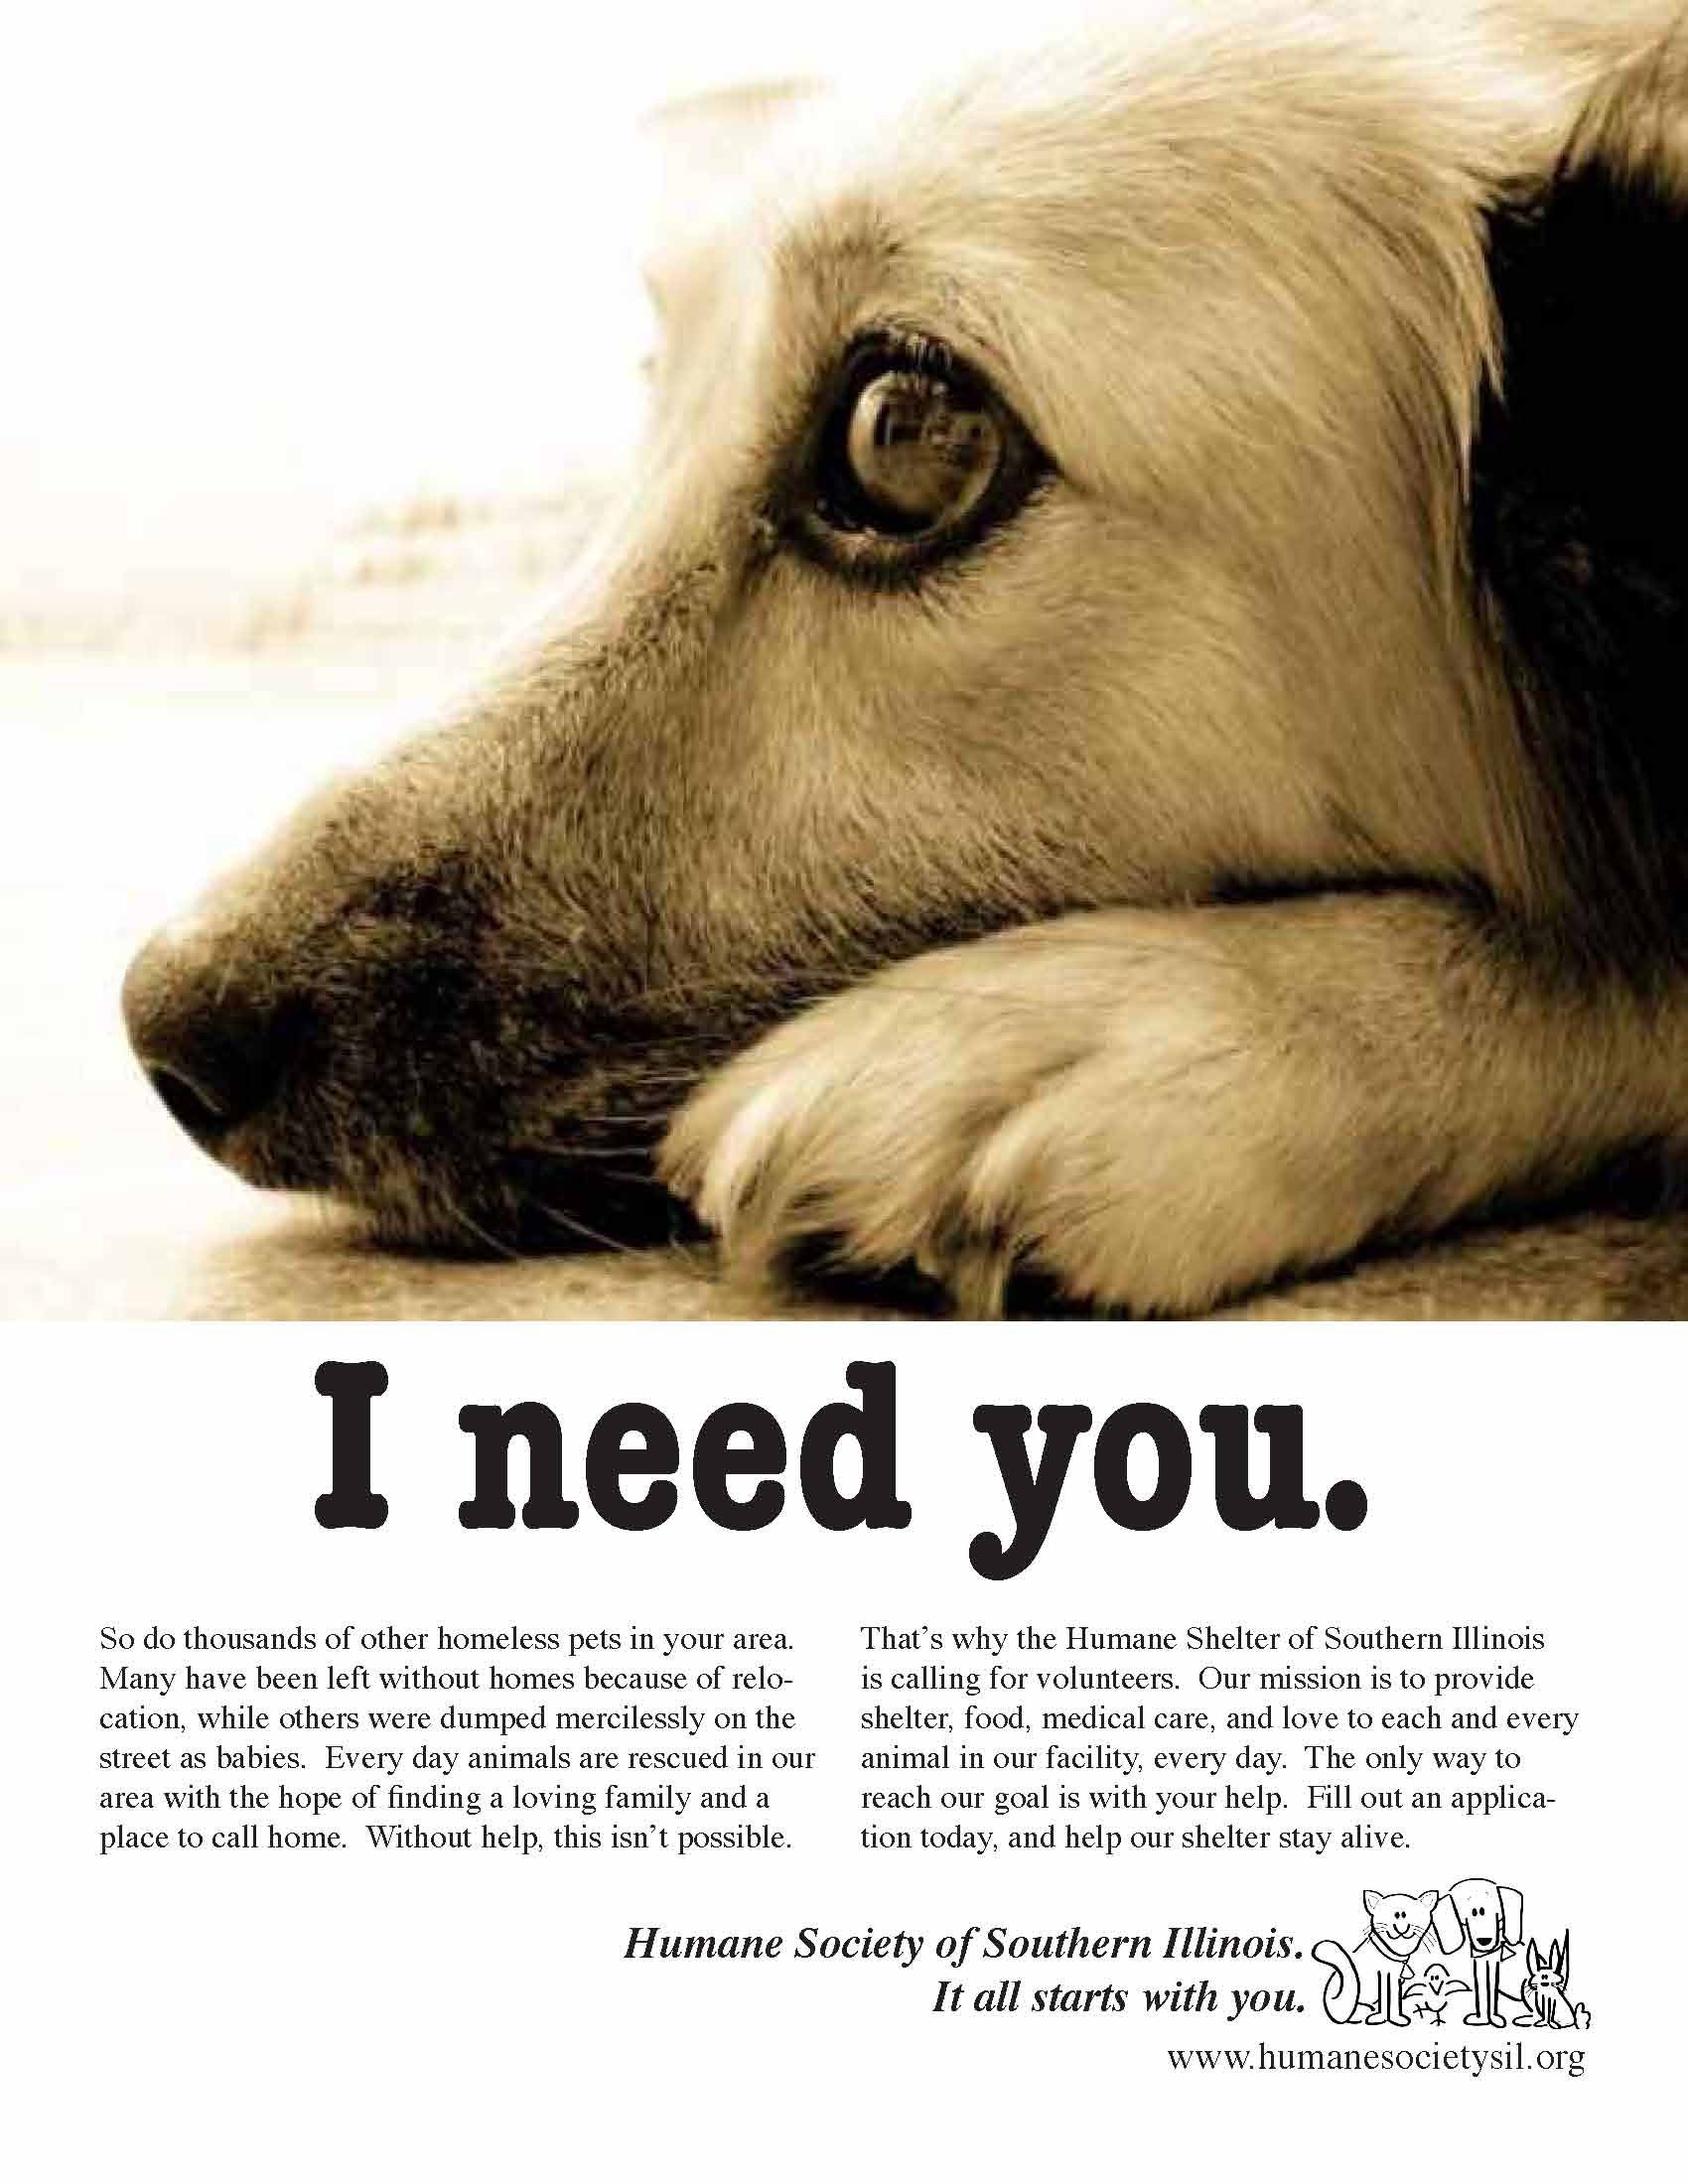 I need you.
So do thousands of other homeless pets in your area.
Many have been left without homes because of relo-
cation, while others were dumped mercilessly on the
street as babies.  Every day animals are rescued in our
area with the hope of finding a loving family and a
place to call home.  Without help, this isn't possible.
That's why the Humane Shelter of Southern Illinois
is calling for volunteers.  Our mission is to provide
shelter, food, medical care, and love to each and every
animal in our facility, every day.  The only way to
reach our goal is with your help.  Fill out an applica-
tion today, and help our shelter stay alive.
Humane Society of Southern Illinois.
It all starts with you.
www.humanesocietysil.org